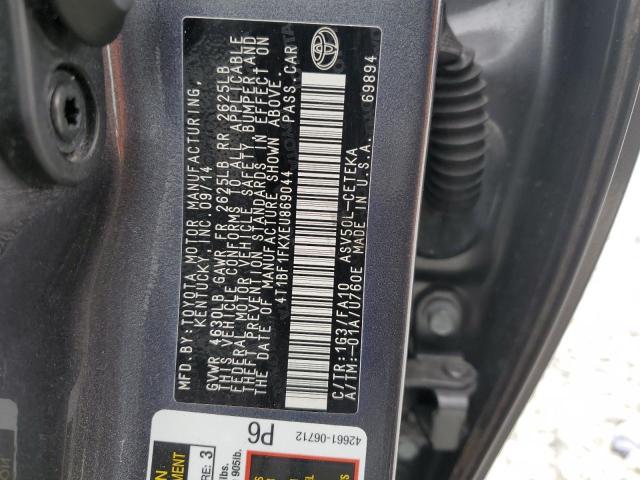 MFD.BY:TOYOTA MOTOR MANUFACTURING,
KENTUCKY, INC. 09/14
GVWR 4630LB GAWR FR 2625LB RR 2625LB
THIS VEHICLE CONFORMS TO ALL APPLICABLE
FEDERAL MOTOR VEHICLE SAFETY BUMPER, AND
THEFT PREVENTION STANDARDS IN EFFECT ON
THE DATE OF MANUFACTURE SHOWN ABOVE.
4T1BF1FKXEU869044 PASS.CAR
C/TR:1G3/FA10 ASV50L-CETEKA
A/TM:-01A/U760E MADE IN U.S.A.
69894
P6
42661-06712
RE: 3
905lb.